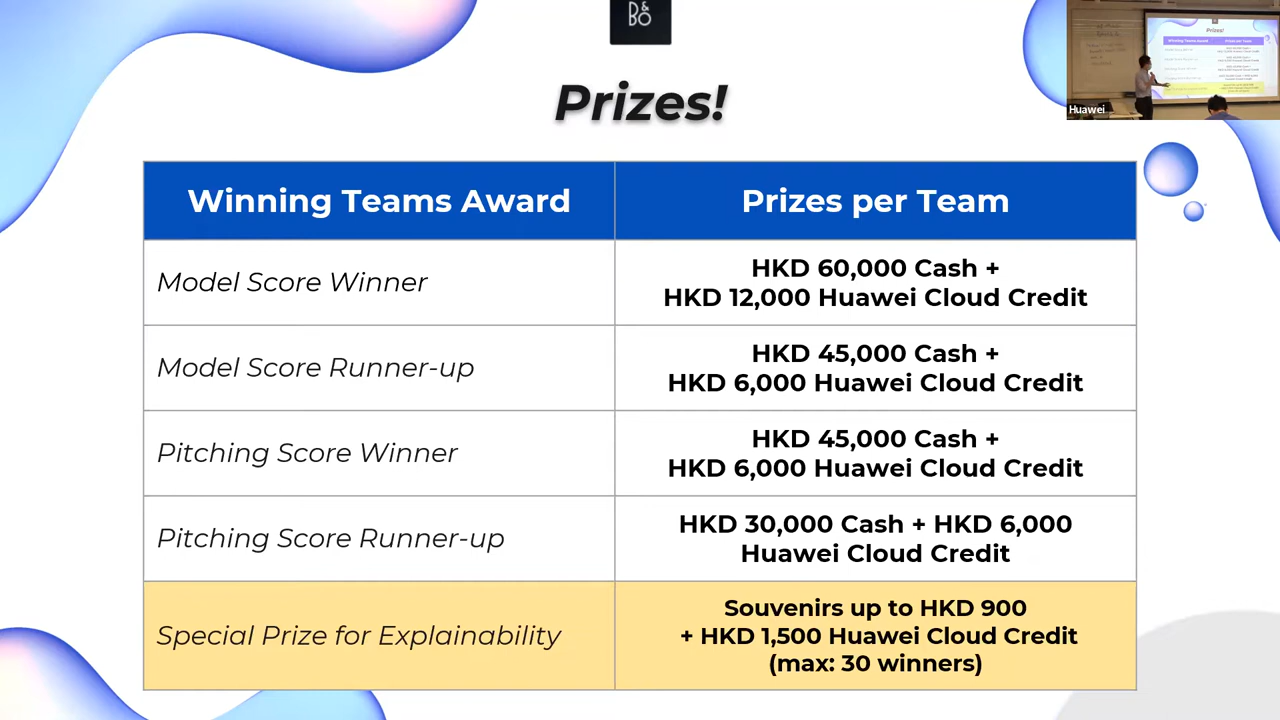 D&
BO
Prizes!
Huawei
Winning Teams Award
Prizes per Team
Model Score Winner
HKD 60,000 Cash +
HKD 12,000 Huawei Cloud Credit
Model Score Runner-up
HKD 45,000 Cash +
HKD 6,000 Huawei Cloud Credit
Pitching Score Winner
HKD 45,000 Cash +
HKD 6,000 Huawei Cloud Credit
Pitching Score Runner-up
HKD 30,000 Cash + HKD 6,000
Huawei Cloud Credit
Special Prize for Explainability
Souvenirs up to HKD 900
+ HKD 1,500 Huawei Cloud Credit
(max: 30 winners)